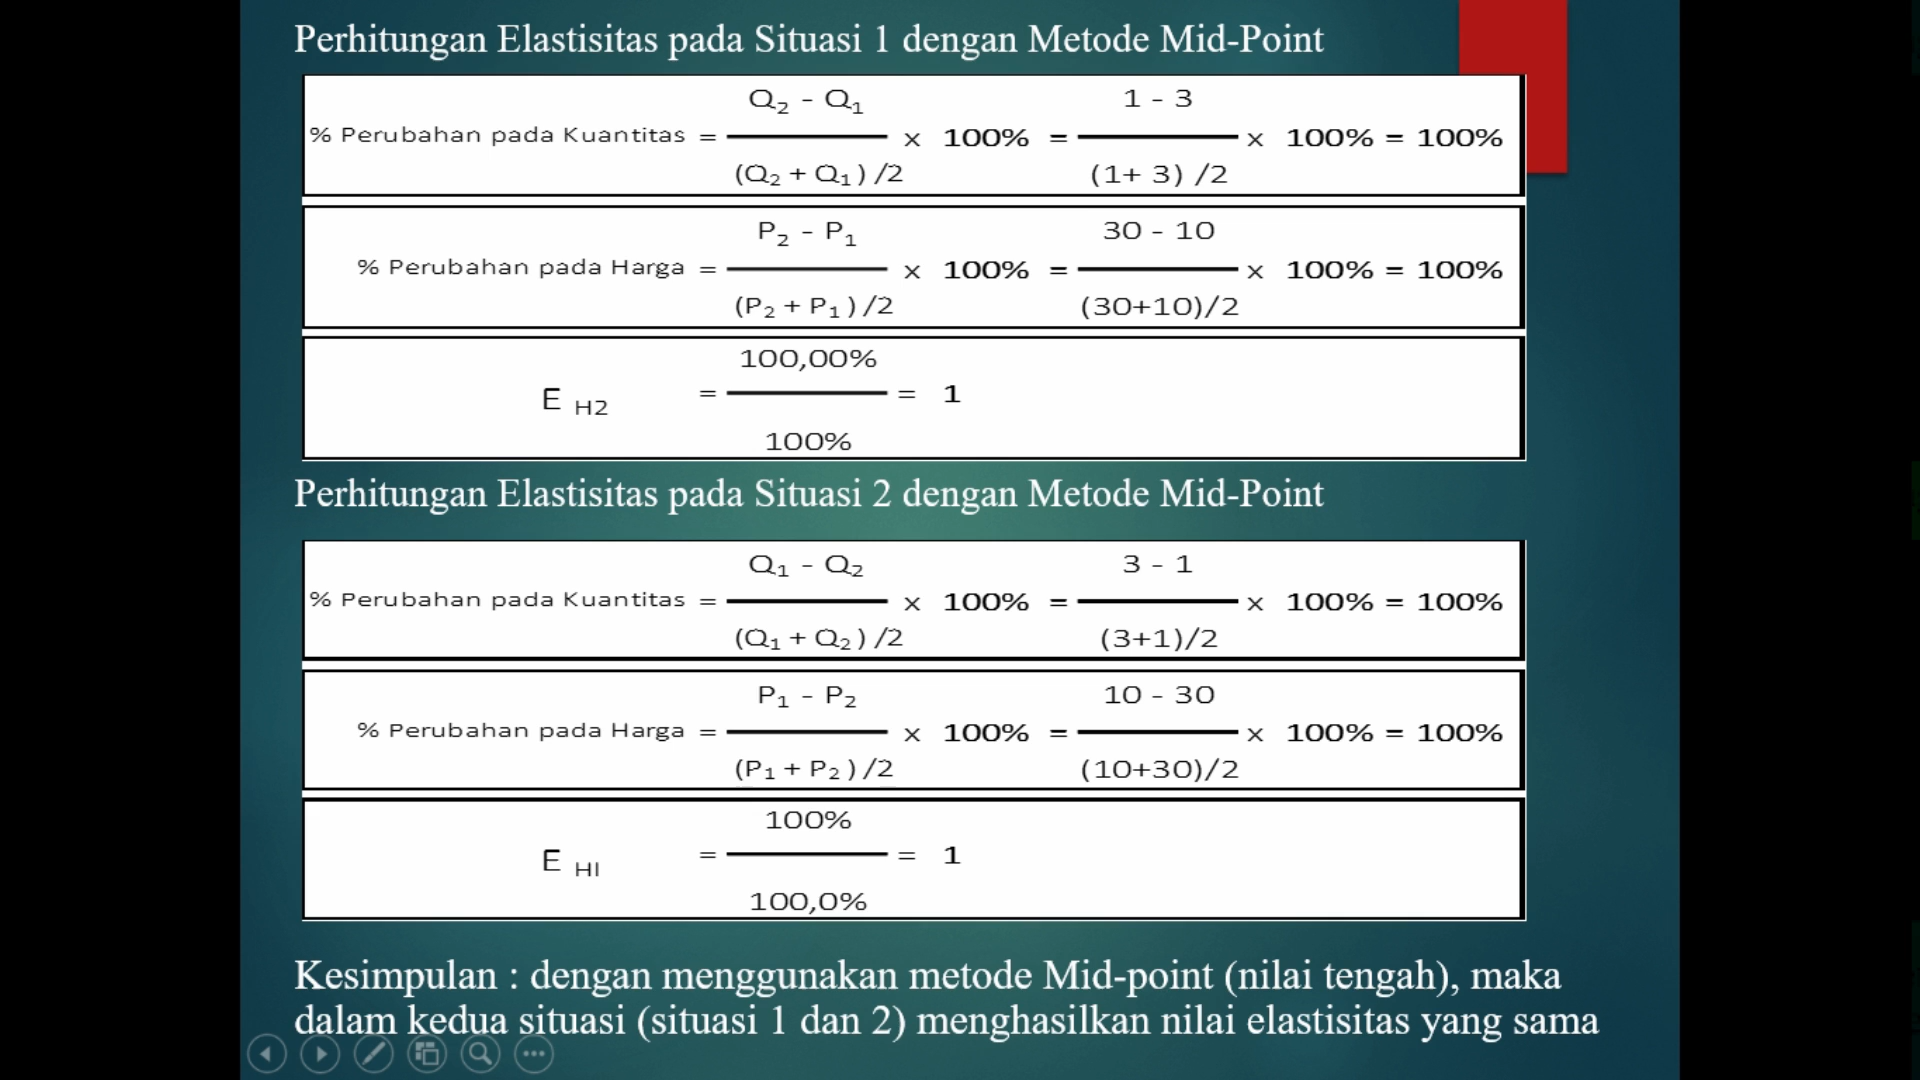 Perhitungan Elastisitas pada Situasi 1 dengan Metode Mid-Point
Q₂ - Q₁ 1 - 3
% Perubahan pada Kuantitas = x 100% = x 100% = 100%
(Q₂ + Q₁) /2 (1+ 3) /2
P₂ - P₁ 30 - 10
% Perubahan pada Harga = x 100% = x 100% = 100%
(P₂ + P₁) /2 (30+10)/2
100,00%
E H2 = = 1
100%
Perhitungan Elastisitas pada Situasi 2 dengan Metode Mid-Point
Q₁ - Q₂ 3 - 1
% Perubahan pada Kuantitas = x 100% = x 100% = 100%
(Q₁ + Q₂) /2 (3+1)/2
P₁ - P₂ 10 - 30
% Perubahan pada Harga = x 100% = x 100% = 100%
(P₁ + P₂) /2 (10+30)/2
100%
E HI = = 1
100,0%
Kesimpulan : dengan menggunakan metode Mid-point (nilai tengah), maka
dalam kedua situasi (situasi 1 dan 2) menghasilkan nilai elastisitas yang sama